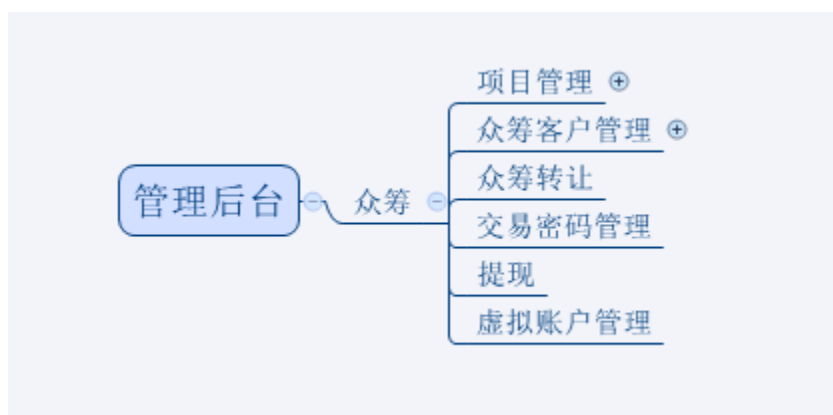 管理后台
众筹
项目管理
众筹客户管理
众筹转让
交易密码管理
提现
虚拟账户管理